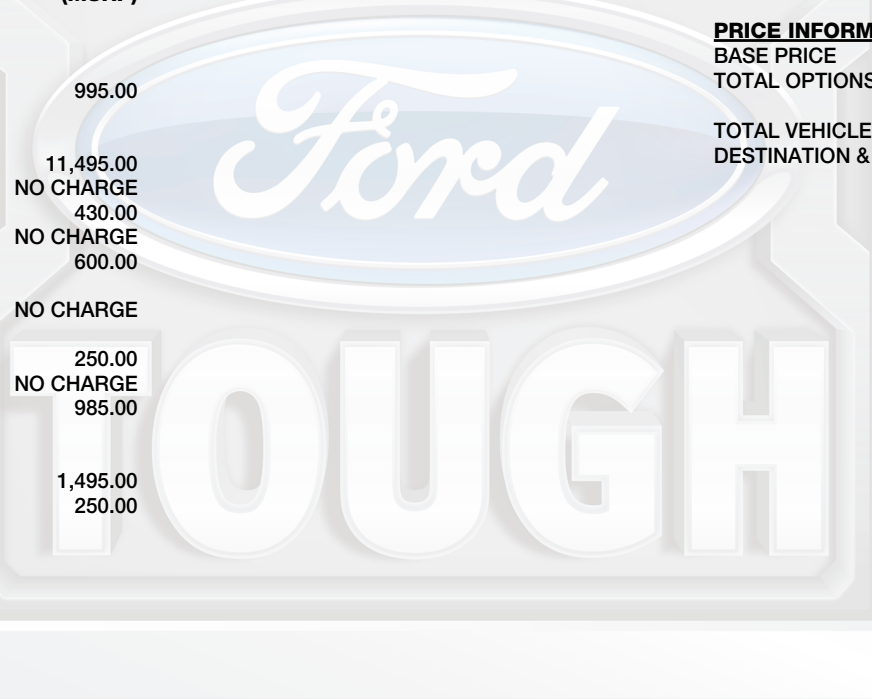 995.00
11,495.00
NO CHARGE
430.00
NO CHARGE
600.00
NO CHARGE
250.00
NO CHARGE
985.00
1,495.00
250.00
PRICE INFORM
BASE PRICE
TOTAL OPTIONS
TOTAL VEHICLE
DESTINATION &
Ford
TOUGH